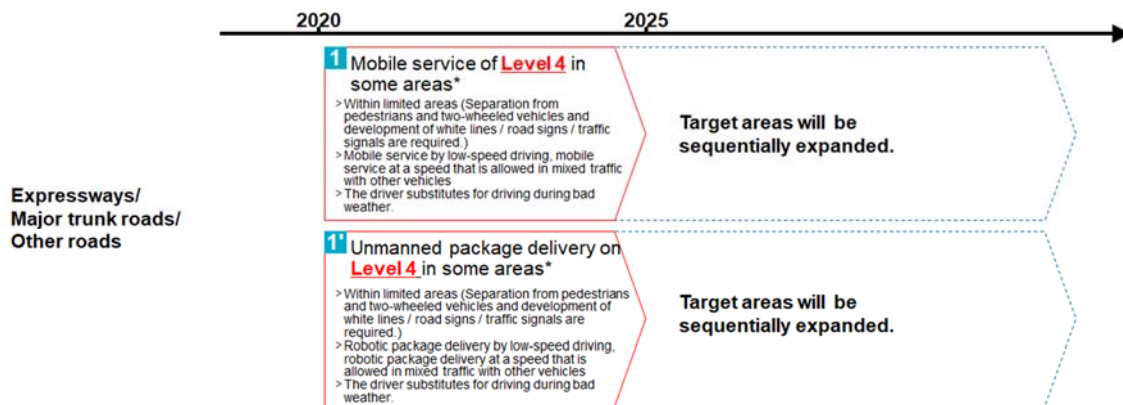 2020
2025
Expressways/
Major trunk roads/
Other roads
1 Mobile service of Level 4 in
some areas*
> Within limited areas (Separation from
pedestrians and two-wheeled vehicles and
development of white lines / road signs / traffic
signals are required.)
> Mobile service by low-speed driving, mobile
service at a speed that is allowed in mixed traffic
with other vehicles
> The driver substitutes for driving during bad
weather.
Target areas will be
sequentially expanded.
1' Unmanned package delivery on
Level 4 in some areas*
> Within limited areas (Separation from pedestrians
and two-wheeled vehicles and development of
white lines / road signs / traffic signals are
required.)
> Robotic package delivery by low-speed driving,
robotic package delivery at a speed that is
allowed in mixed traffic with other vehicles
> The driver substitutes for driving during bad
weather.
Target areas will be
sequentially expanded.